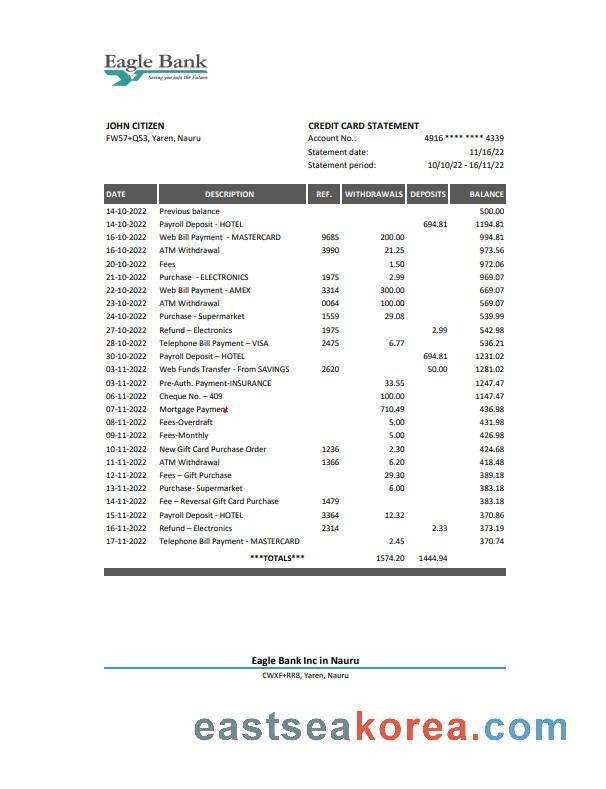 Eagle Bank
Saving you into the Future
JOHN CITIZEN CREDIT CARD STATEMENT
FW57+Q53, Yaren, Nauru Account No.: 4916 **** **** 4339
Statement date: 11/16/22
Statement period: 10/10/22 - 16/11/22
DATE DESCRIPTION REF. WITHDRAWALS DEPOSITS BALANCE
14-10-2022 Previous balance 500.00
14-10-2022 Payroll Deposit - HOTEL 694.81 1194.81
16-10-2022 Web Bill Payment - MASTERCARD 9685 200.00 994.81
16-10-2022 ATM Withdrawal 3990 21.25 973.56
20-10-2022 Fees 1.50 972.06
21-10-2022 Purchase - ELECTRONICS 1975 2.99 969.07
22-10-2022 Web Bill Payment - AMEX 3314 300.00 669.07
23-10-2022 ATM Withdrawal 0064 100.00 569.07
24-10-2022 Purchase - Supermarket 1559 29.08 539.99
27-10-2022 Refund – Electronics 1975 2.99 542.98
28-10-2022 Telephone Bill Payment – VISA 2475 6.77 536.21
30-10-2022 Payroll Deposit – HOTEL 694.81 1231.02
03-11-2022 Web Funds Transfer - From SAVINGS 2620 50.00 1281.02
03-11-2022 Pre-Auth. Payment-INSURANCE 33.55 1247.47
06-11-2022 Cheque No. – 409 100.00 1147.47
07-11-2022 Mortgage Payment 710.49 436.98
08-11-2022 Fees-Overdraft 5.00 431.98
09-11-2022 Fees-Monthly 5.00 426.98
10-11-2022 New Gift Card Purchase Order 1236 2.30 424.68
11-11-2022 ATM Withdrawal 1366 6.20 418.48
12-11-2022 Fees – Gift Purchase 29.30 389.18
13-11-2022 Purchase- Supermarket 6.00 383.18
14-11-2022 Fee – Reversal Gift Card Purchase 1479 383.18
15-11-2022 Payroll Deposit - HOTEL 3364 12.32 370.86
16-11-2022 Refund – Electronics 2314 2.33 373.19
17-11-2022 Telephone Bill Payment - MASTERCARD 2.45 370.74
***TOTALS*** 1574.20 1444.94
Eagle Bank Inc in Nauru
CWXF+RR8, Yaren, Nauru
eastseakorea.com